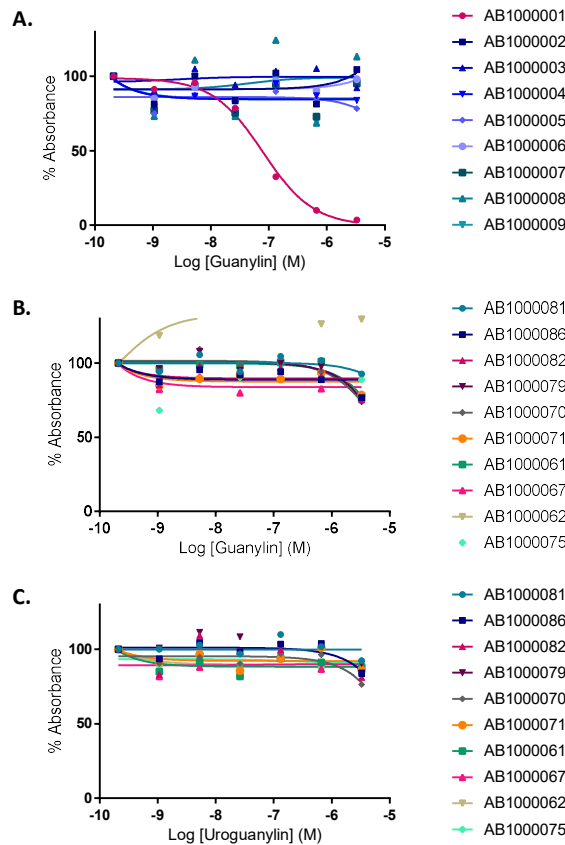 A.
% Absorbance
100
50
0
-10
-9
-8
-7
-6
-5
Log [Guanylin] (M)
AB1000001
AB1000002
AB1000003
AB1000004
AB1000005
AB1000006
AB1000007
AB1000008
AB1000009
B.
% Absorbance
100
50
0
-10
-9
-8
-7
-6
-5
Log [Guanylin] (M)
AB1000081
AB1000086
AB1000082
AB1000079
AB1000070
AB1000071
AB1000061
AB1000067
AB1000062
AB1000075
C.
% Absorbance
100
50
0
-10
-9
-8
-7
-6
-5
Log [Uroguanylin] (M)
AB1000081
AB1000086
AB1000082
AB1000079
AB1000070
AB1000071
AB1000061
AB1000067
AB1000062
AB1000075